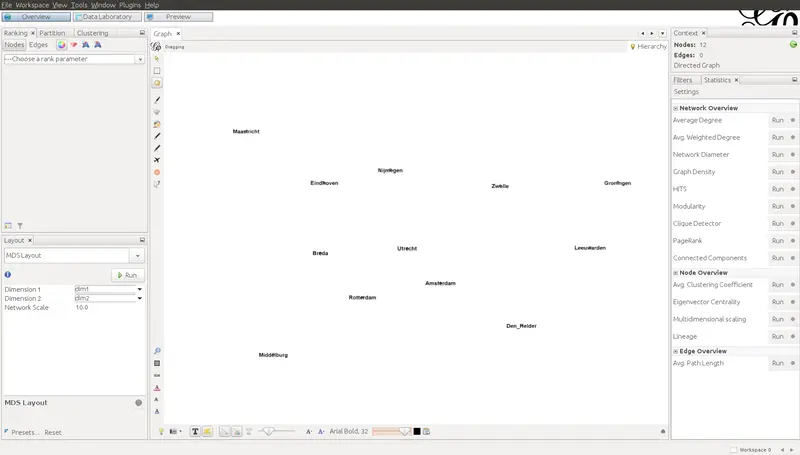 File Workspace View Tools Window Plugins Help
Overview Data Laboratory Preview
Ranking Partition Clustering
Nodes Edges
---Choose a rank parameter
Layout
MDS Layout
Run
Dimension 1 dim1
Dimension 2 dim2
Network Scale 10.0
MDS Layout
Presets... Reset
Graph
Dragging
Hierarchy
Maastricht
Nijmegen
Eindhoven
Zwolle
Groningen
Breda
Utrecht
Leeuwarden
Amsterdam
Rotterdam
Den_Helder
Middelburg
Arial Bold, 32
Context
Nodes: 12
Edges: 0
Directed Graph
Filters Statistics
Settings
Network Overview
Average Degree Run
Avg. Weighted Degree Run
Network Diameter Run
Graph Density Run
HITS Run
Modularity Run
Clique Detector Run
PageRank Run
Connected Components Run
Node Overview
Avg. Clustering Coefficient Run
Eigenvector Centrality Run
Multidimensional scaling Run
Lineage Run
Edge Overview
Avg. Path Length Run
Workspace 0